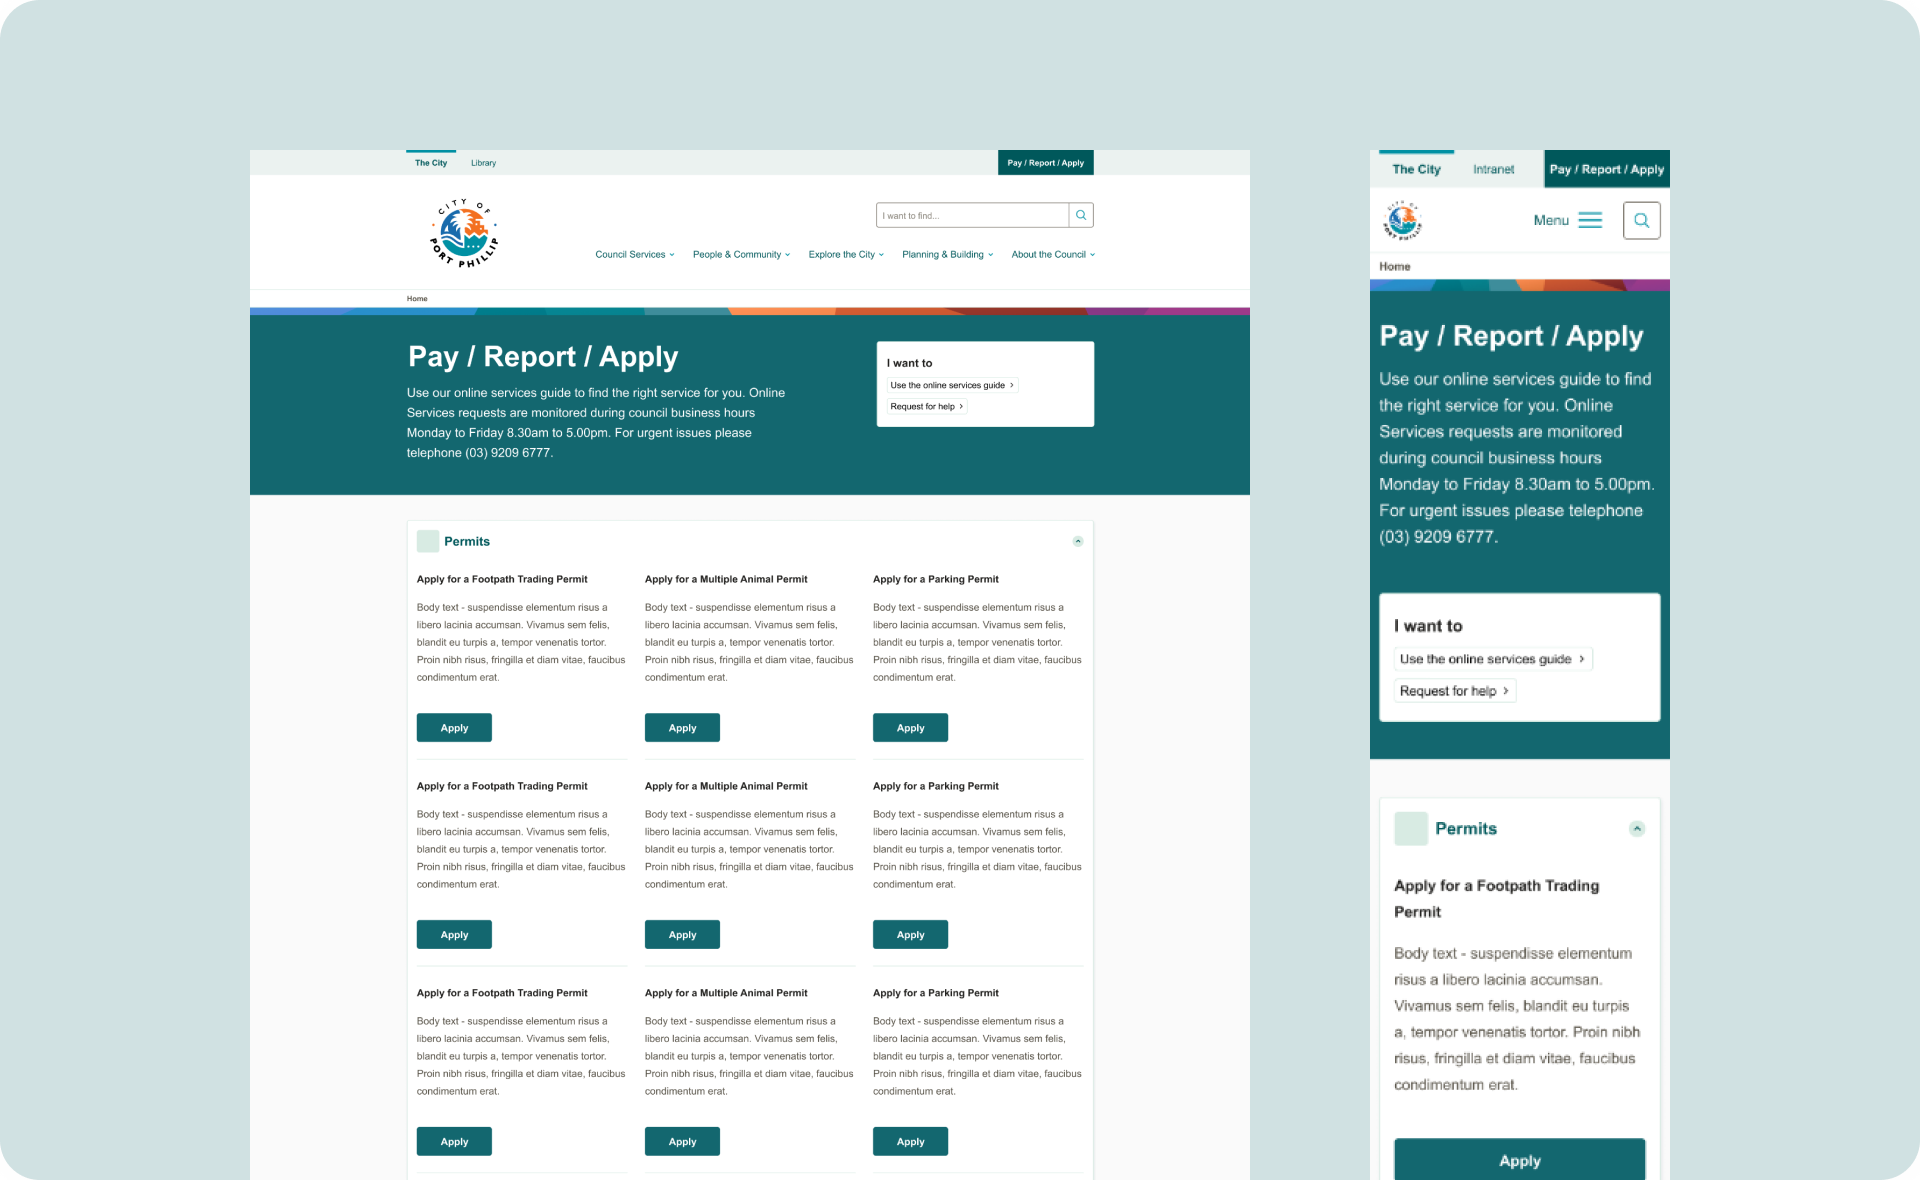 The City
Library
Pay / Report / Apply
CITY OF
PORT PHILLIP
I want to find...
Council Services
People & Community
Explore the City
Planning & Building
About the Council
Home
Pay / Report / Apply
Use our online services guide to find the right service for you. Online
Services requests are monitored during council business hours
Monday to Friday 8.30am to 5.00pm. For urgent issues please
telephone (03) 9209 6777.
I want to
Use the online services guide
Request for help
Permits
Apply for a Footpath Trading Permit
Body text - suspendisse elementum risus a
libero lacinia accumsan. Vivamus sem felis,
blandit eu turpis a, tempor venenatis tortor.
Proin nibh risus, fringilla et diam vitae, faucibus
condimentum erat.
Apply
Apply for a Multiple Animal Permit
Body text - suspendisse elementum risus a
libero lacinia accumsan. Vivamus sem felis,
blandit eu turpis a, tempor venenatis tortor.
Proin nibh risus, fringilla et diam vitae, faucibus
condimentum erat.
Apply
Apply for a Parking Permit
Body text - suspendisse elementum risus a
libero lacinia accumsan. Vivamus sem felis,
blandit eu turpis a, tempor venenatis tortor.
Proin nibh risus, fringilla et diam vitae, faucibus
condimentum erat.
Apply
Apply for a Footpath Trading Permit
Body text - suspendisse elementum risus a
libero lacinia accumsan. Vivamus sem felis,
blandit eu turpis a, tempor venenatis tortor.
Proin nibh risus, fringilla et diam vitae, faucibus
condimentum erat.
Apply
Apply for a Multiple Animal Permit
Body text - suspendisse elementum risus a
libero lacinia accumsan. Vivamus sem felis,
blandit eu turpis a, tempor venenatis tortor.
Proin nibh risus, fringilla et diam vitae, faucibus
condimentum erat.
Apply
Apply for a Parking Permit
Body text - suspendisse elementum risus a
libero lacinia accumsan. Vivamus sem felis,
blandit eu turpis a, tempor venenatis tortor.
Proin nibh risus, fringilla et diam vitae, faucibus
condimentum erat.
Apply
Apply for a Footpath Trading Permit
Body text - suspendisse elementum risus a
libero lacinia accumsan. Vivamus sem felis,
blandit eu turpis a, tempor venenatis tortor.
Proin nibh risus, fringilla et diam vitae, faucibus
condimentum erat.
Apply
Apply for a Multiple Animal Permit
Body text - suspendisse elementum risus a
libero lacinia accumsan. Vivamus sem felis,
blandit eu turpis a, tempor venenatis tortor.
Proin nibh risus, fringilla et diam vitae, faucibus
condimentum erat.
Apply
Apply for a Parking Permit
Body text - suspendisse elementum risus a
libero lacinia accumsan. Vivamus sem felis,
blandit eu turpis a, tempor venenatis tortor.
Proin nibh risus, fringilla et diam vitae, faucibus
condimentum erat.
Apply
The City
Intranet
Pay / Report / Apply
CITY OF
PORT PHILLIP
Menu
Home
Pay / Report / Apply
Use our online services guide to find
the right service for you. Online
Services requests are monitored
during council business hours
Monday to Friday 8.30am to 5.00pm.
For urgent issues please telephone
(03) 9209 6777.
I want to
Use the online services guide
Request for help
Permits
Apply for a Footpath Trading
Permit
Body text - suspendisse elementum
risus a libero lacinia accumsan.
Vivamus sem felis, blandit eu turpis
a, tempor venenatis tortor. Proin nibh
risus, fringilla et diam vitae, faucibus
condimentum erat.
Apply